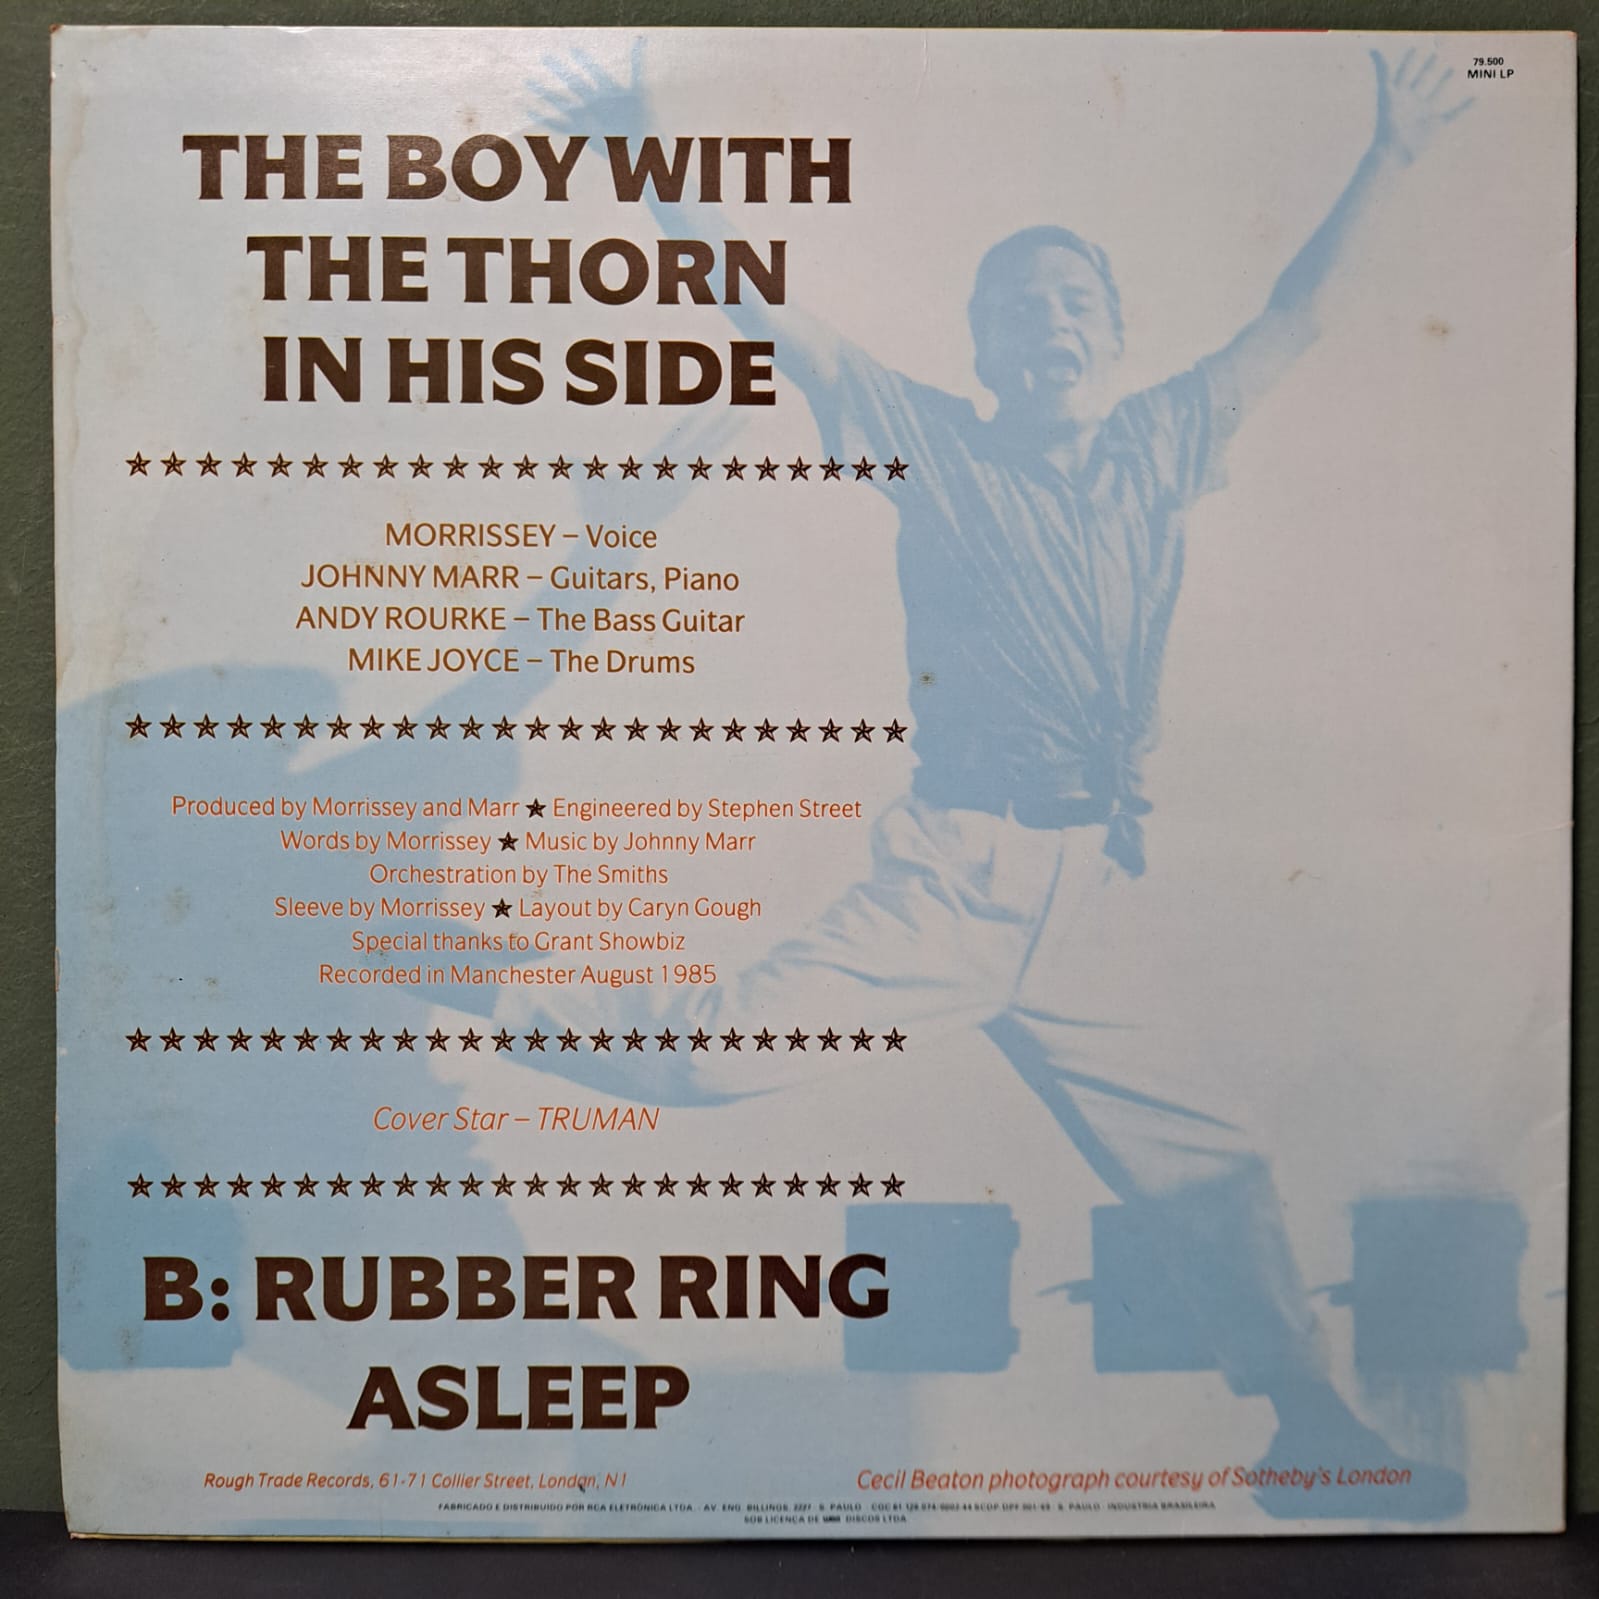 79.500
MINI LP
THE BOY WITH
THE THORN
IN HIS SIDE
MORRISSEY – Voice
JOHNNY MARR – Guitars, Piano
ANDY ROURKE – The Bass Guitar
MIKE JOYCE – The Drums
Produced by Morrissey and Marr ★ Engineered by Stephen Street
Words by Morrissey ★ Music by Johnny Marr
Orchestration by The Smiths
Sleeve by Morrissey ★ Layout by Caryn Gough
Special thanks to Grant Showbiz
Recorded in Manchester August 1985
Cover Star – TRUMAN
B: RUBBER RING
ASLEEP
Rough Trade Records, 61-71 Collier Street, London, N1
Cecil Beaton photograph courtesy of Sotheby's London
FABRICADO E DISTRIBUIDO POR RCA ELETRÔNICA LTDA. - AV. ENG. BILLINGS, 2227 - S. PAULO - INDUSTRIA BRASILEIRA
SOB LICENÇA DE DISCOS LTDA